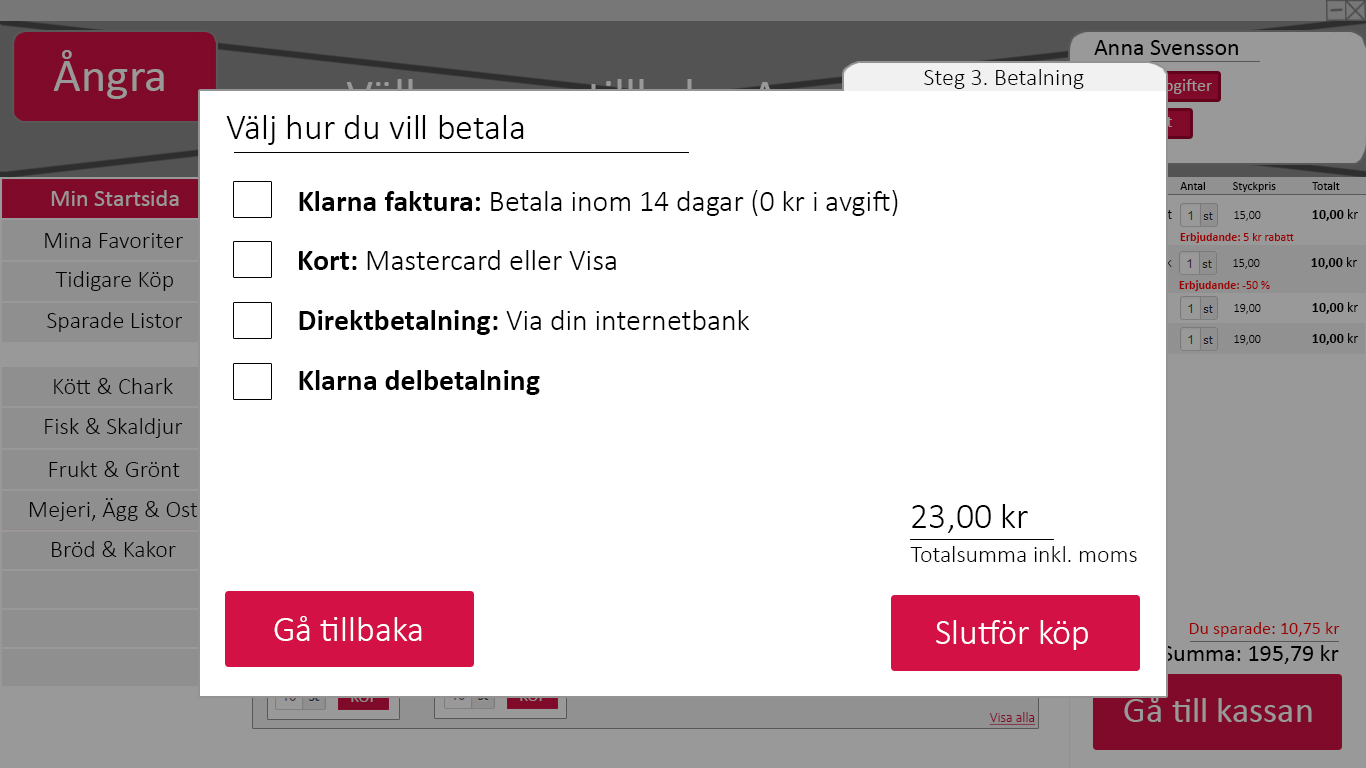 Ångra
Anna Svensson
Steg 3. Betalning
Välj hur du vill betala
Klarna faktura: Betala inom 14 dagar (0 kr i avgift)
Kort: Mastercard eller Visa
Direktbetalning: Via din internetbank
Klarna delbetalning
23,00 kr
Totalsumma inkl. moms
Gå tillbaka
Slutför köp
Min Startsida
Mina Favoriter
Tidigare Köp
Sparade Listor
Kött & Chark
Fisk & Skaldjur
Frukt & Grönt
Mejeri, Ägg & Ost
Bröd & Kakor
Antal Styckpris Totalt
1 st 15,00 10,00 kr
Erbjudande: 5 kr rabatt
1 st 15,00 10,00 kr
Erbjudande: -50 %
1 st 19,00 10,00 kr
1 st 19,00 10,00 kr
Du sparade: 10,75 kr
Summa: 195,79 kr
Gå till kassan
Visa alla